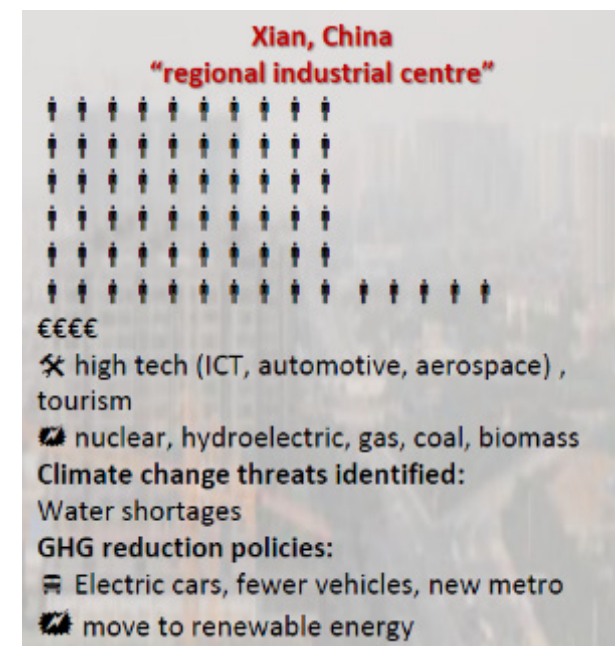 Xian, China
“regional industrial centre”
€€€€
high tech (ICT, automotive, aerospace) ,
tourism
nuclear, hydroelectric, gas, coal, biomass
Climate change threats identified:
Water shortages
GHG reduction policies:
Electric cars, fewer vehicles, new metro
move to renewable energy